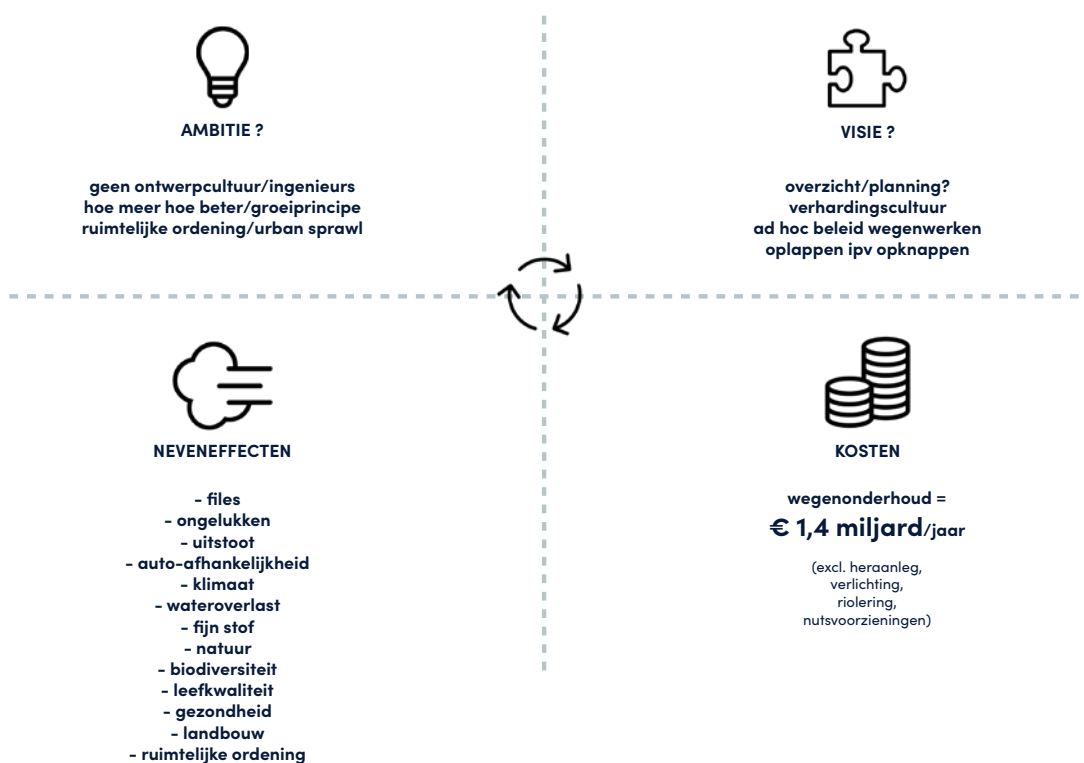 AMBITIE ?
geen ontwerpcultuur/ingenieurs
hoe meer hoe beter/groeiprincipe
ruimtelijke ordening/urban sprawl
VISIE ?
overzicht/planning?
verhardingscultuur
ad hoc beleid wegenwerken
oplappen ipv opknappen
NEVENEFFECTEN
- files
- ongelukken
- uitstoot
- auto-afhankelijkheid
- klimaat
- wateroverlast
- fijn stof
- natuur
- biodiversiteit
- leefkwaliteit
- gezondheid
- landbouw
- ruimtelijke ordening
KOSTEN
wegenonderhoud =
€ 1,4 miljard/jaar
(excl. heraanleg,
verlichting,
riolering,
nutsvoorzieningen)